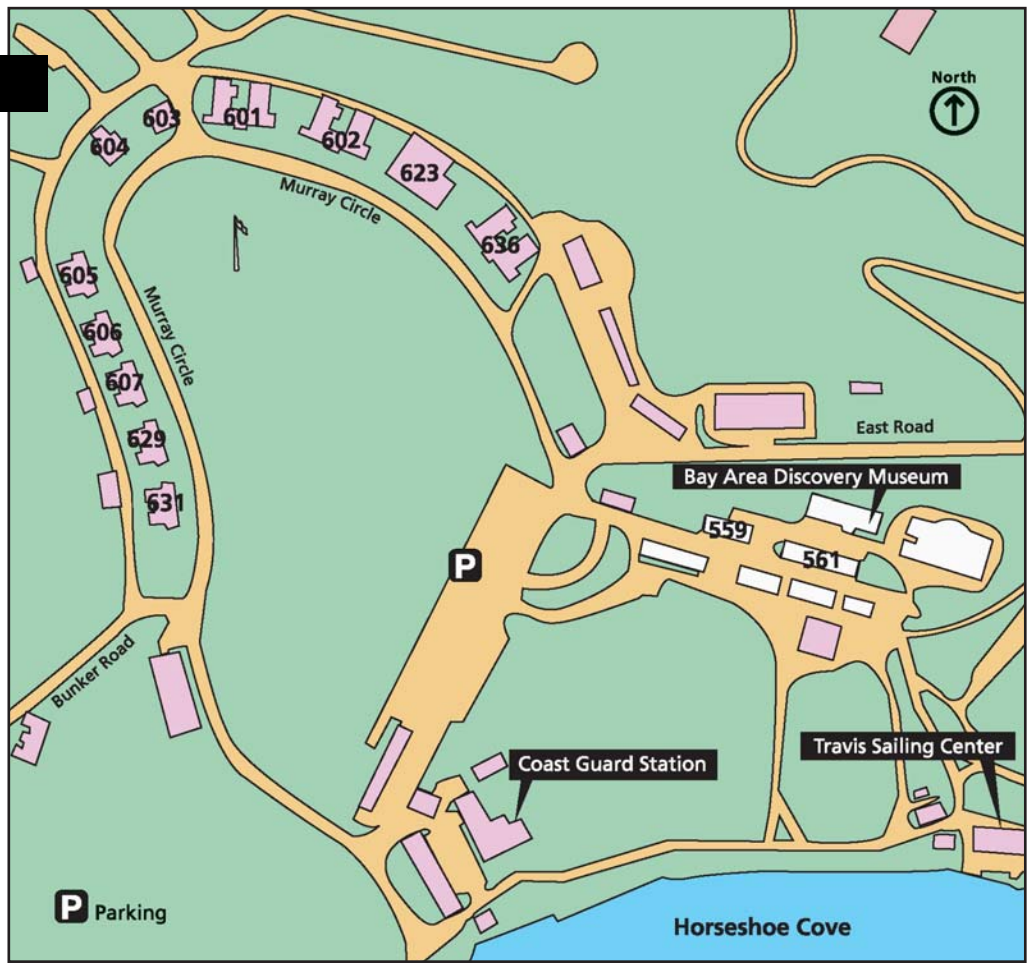 North
603
601
604
602
623
Murray Circle
636
605
Murray Circle
606
607
629
East Road
Bay Area Discovery Museum
631
559
561
P
Bunker Road
Travis Sailing Center
Coast Guard Station
P Parking
Horseshoe Cove